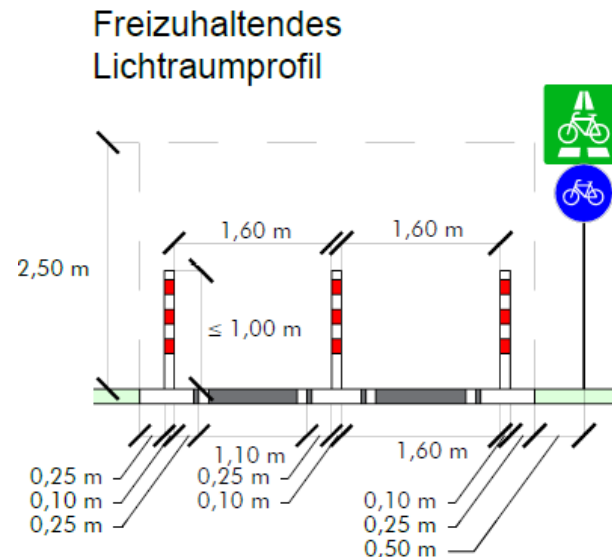 Freizuhaltendes
Lichtraumprofil
1,60 m
1,60 m
2,50 m
≤ 1,00 m
1,10 m
0,25 m
1,60 m
0,25 m
0,10 m
0,10 m
0,25 m
0,10 m
0,25 m
0,50 m